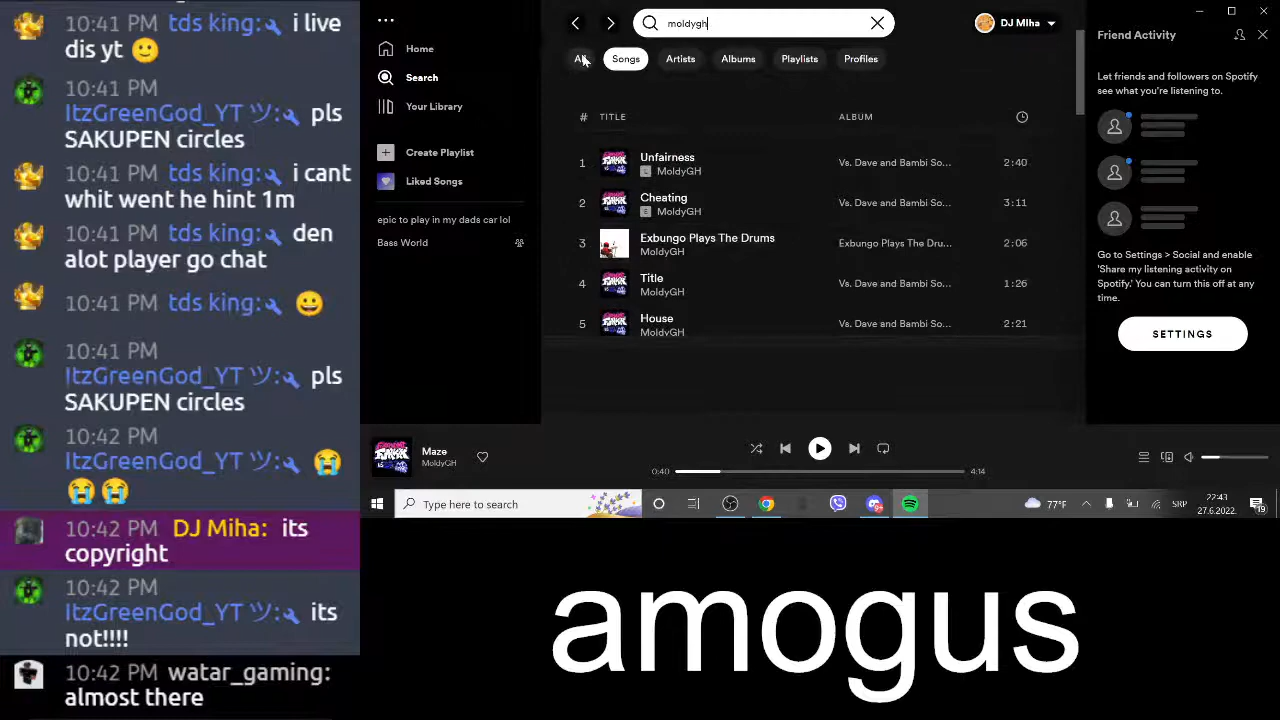 tds king: i live
dis yt 🙂
10:41 PM
ItzGreenGod_YT ツ: pls
SAKUPEN circles
10:41 PM tds king: i cant
whit went he hint 1m
10:41 PM tds king: den
alot player go chat
10:41 PM tds king: 😀
10:41 PM
ItzGreenGod_YT ツ: pls
SAKUPEN circles
10:42 PM
ItzGreenGod_YT ツ: 😭
😭😭
10:42 PM DJ Miha: its
copyright
10:42 PM
ItzGreenGod_YT ツ: its
not!!!!
10:42 PM watar_gaming:
almost there
Home
Search
Your Library
Create Playlist
Liked Songs
epic to play in my dads car lol
Bass World
moldygh
DJ MIha
Songs
Artists
Albums
Playlists
Profiles
# TITLE ALBUM
1 Unfairness Vs. Dave and Bambi So... 2:40
E MoldyGH
2 Cheating Vs. Dave and Bambi So... 3:11
E MoldyGH
3 Exbungo Plays The Drums Exbungo Plays The Dru... 2:06
MoldyGH
4 Title Vs. Dave and Bambi So... 1:26
MoldyGH
5 House Vs. Dave and Bambi So... 2:21
MoldyGH
Friend Activity
Let friends and followers on Spotify
see what you're listening to.
Go to Settings > Social and enable
'Share my listening activity on
Spotify.' You can turn this off at any
time.
SETTINGS
Maze
MoldyGH
0:40
4:14
Type here to search
77°F
SRP
22:43
27.6.2022.
19
amogus